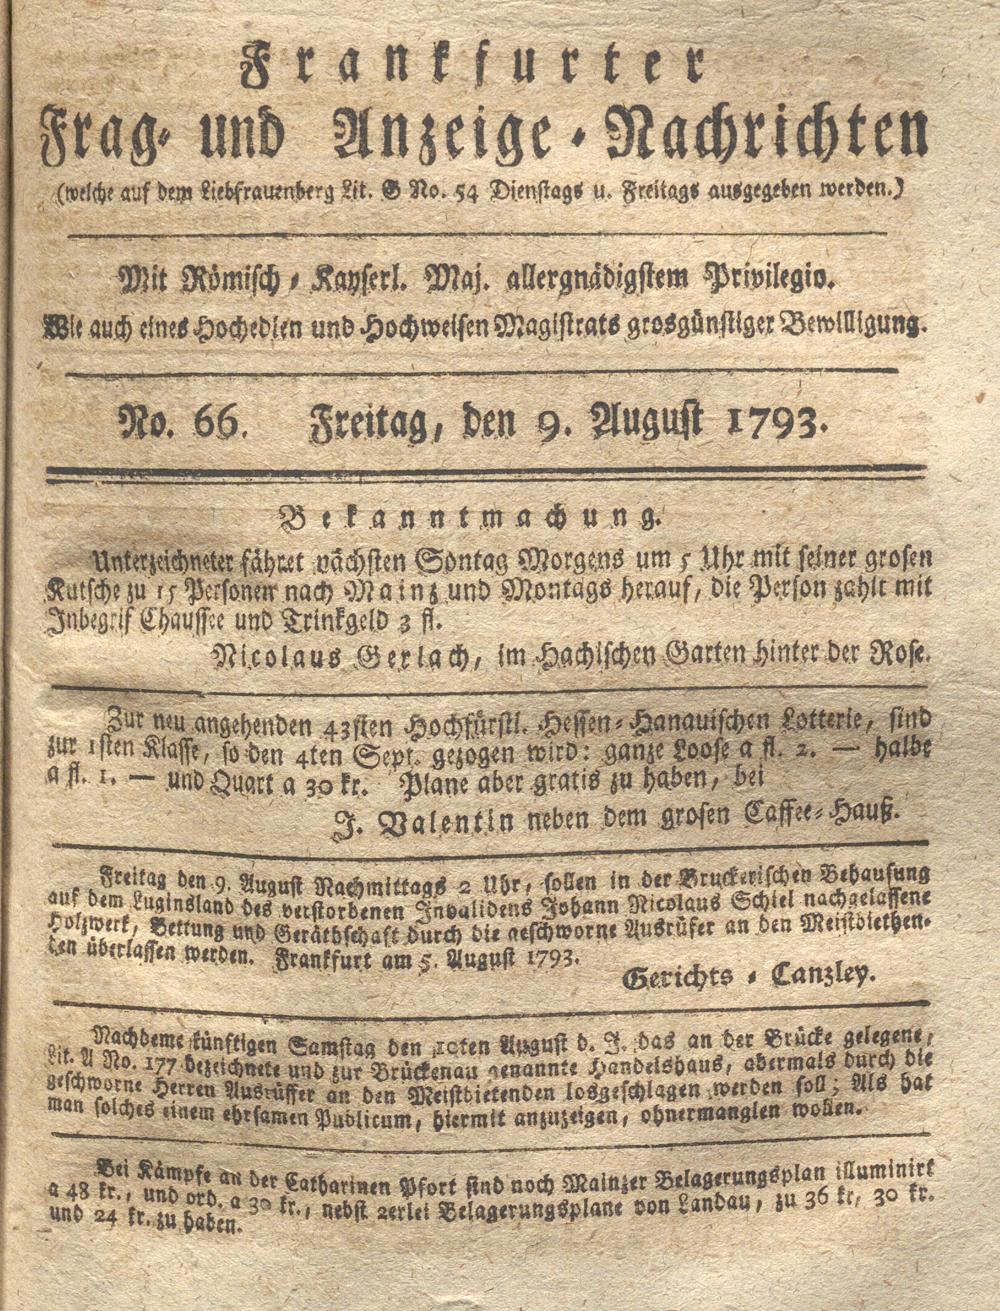 Frankfurter
Frag- und Anzeige-Nachrichten
(welche auf dem Liebfrauenberg Lit. G No. 54 Dienstags u. Freitags ausgegeben werden.)
Mit Römisch-Kayserl. Maj. allergnädigstem Privilegio.
Wie auch eines Hochedlen und Hochweisen Magistrats grosgünstiger Bewilligung.
No. 66. Freitag, den 9. August 1793.
Bekanntmachung.
Unterzeichneter fähret nächsten Sontag Morgens um 5 Uhr mit seiner grosen
Kutsche zu 15 Personen nach Mainz und Montags herauf, die Person zahlt mit
Inbegrif Chaussee und Trinkgeld 3 fl.
Nicolaus Gerlach, im Hachischen Garten hinter der Rose.
Zur neu angehenden 43sten Hochfürstl. Hessen-Hanauischen Lotterie, sind
zur 1sten Klasse, so den 4ten Sept. gezogen wird: ganze Loose a fl. 2. — halbe
a fl. 1. — und Quart a 30 kr. Plane aber gratis zu haben, bei
J. Valentin neben dem grosen Caffee-Hauß.
Freitag den 9. August Nachmittags 2 Uhr, sollen in der Bruckerischen Behausung
auf dem Luginsland des verstorbenen Invalidens Johann Nicolaus Schiel nachgelassene
Holzwerk, Bettung und Geräthschaft durch die geschworne Ausrüfer an den Meistbiethen-
den überlassen werden. Frankfurt am 5. August 1793.
Gerichts-Canzley.
Nachdeme künftigen Samstag den 10ten August d. J. das an der Brücke gelegene,
Lit. A No. 177 bezeichnete und zur Brückenau genannte Handelshaus, abermals durch die
geschworne Herren Ausrüffer an den Meistbietenden losgeschlagen werden soll; Als hat
man solches einem ehrsamen Publicum, hiermit anzuzeigen, ohnermanglen wollen.
Bei Kämpfe an der Catharinen Pfort sind noch Mainzer Belagerungsplan illuminirt
a 48 kr., und ord. a 30 kr., nebst 2erlei Belagerungsplane von Landau, zu 36 kr, 30 kr.
und 24 kr. zu haben.